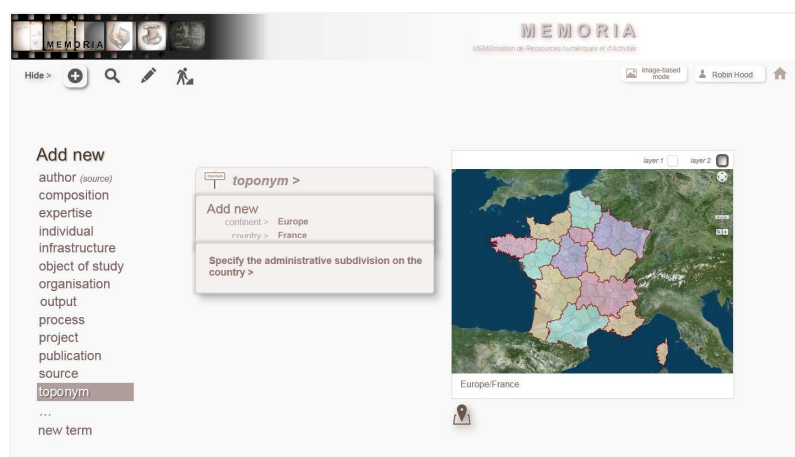 MEMORIA
MEMORIA
MEMOrisation de Ressources numériques et d'Activités
Hide >
image-based
mode
Robin Hood
Add new
author (source)
composition
expertise
individual
infrastructure
object of study
organisation
output
process
project
publication
source
toponym
...
new term
toponym >
Add new
continent > Europe
country > France
Specify the administrative subdivision on the
country >
layer 1
layer 2
Europe/France